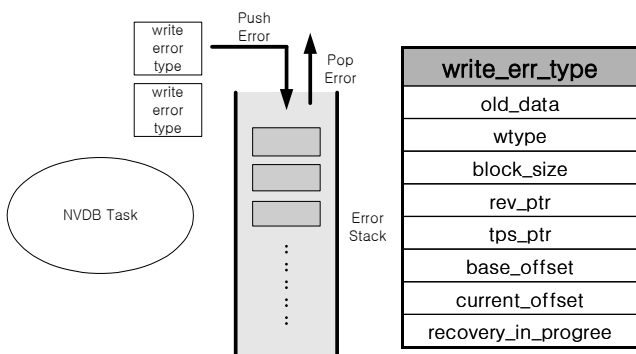 write
error
type
Push
Error
Pop
Error
write
error
type
NVDB Task
Error
Stack
write_err_type
old_data
wtype
block_size
rev_ptr
tps_ptr
base_offset
current_offset
recovery_in_progree